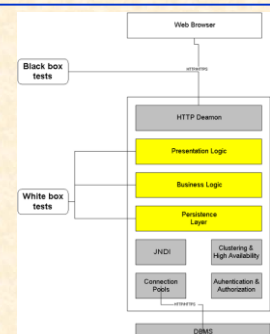 Web Browser
Black box
tests
HTTP Deamon
Presentation Logic
Business Logic
White box
tests
Persistence
Layer
JNDI
Clustering &
High Availability
Connection
Pools
Auhentication &
Authorization
DBMS